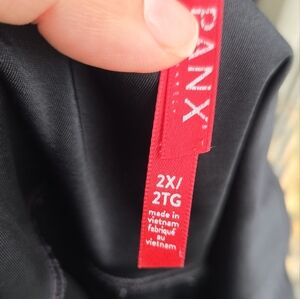 PANX
2X/
2TG
made in
vietnam
fabriqué
au
vietnam